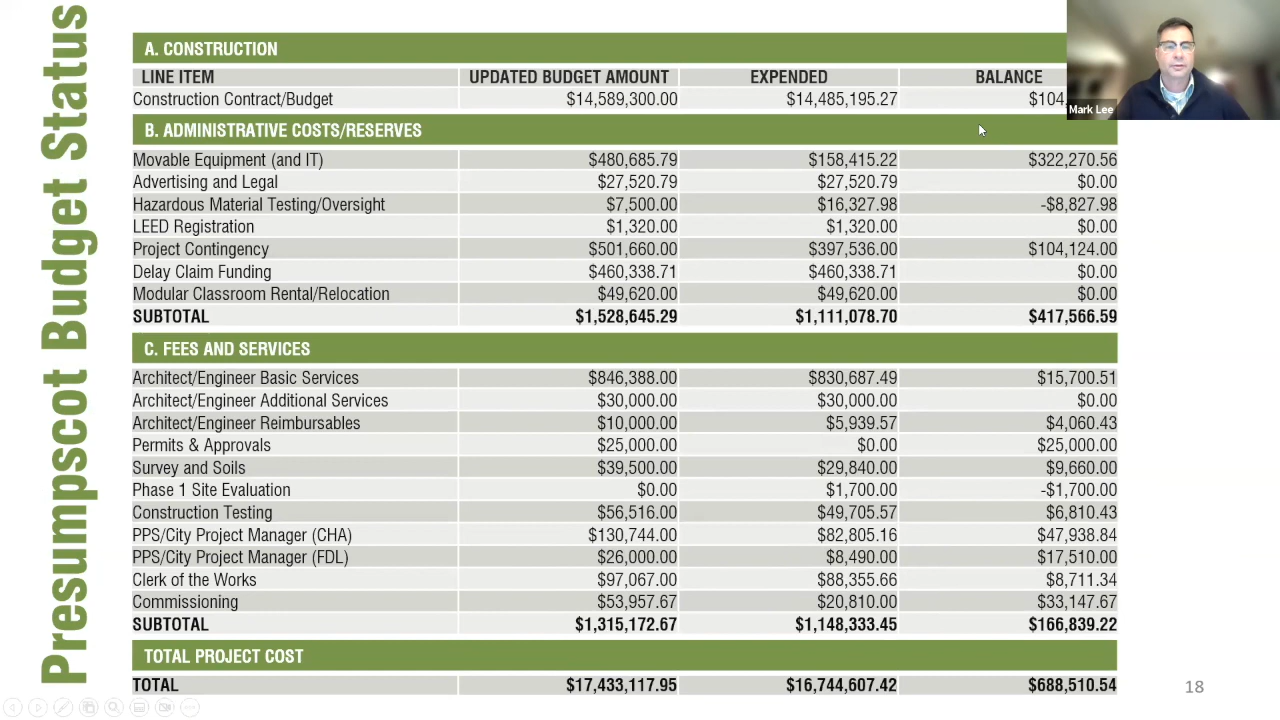 Presumpscot Budget Status
A. CONSTRUCTION
LINE ITEM UPDATED BUDGET AMOUNT EXPENDED BALANCE
Construction Contract/Budget $14,589,300.00 $14,485,195.27 $104,
Mark Lee
B. ADMINISTRATIVE COSTS/RESERVES
Movable Equipment (and IT) $480,685.79 $158,415.22 $322,270.56
Advertising and Legal $27,520.79 $27,520.79 $0.00
Hazardous Material Testing/Oversight $7,500.00 $16,327.98 -$8,827.98
LEED Registration $1,320.00 $1,320.00 $0.00
Project Contingency $501,660.00 $397,536.00 $104,124.00
Delay Claim Funding $460,338.71 $460,338.71 $0.00
Modular Classroom Rental/Relocation $49,620.00 $49,620.00 $0.00
SUBTOTAL $1,528,645.29 $1,111,078.70 $417,566.59
C. FEES AND SERVICES
Architect/Engineer Basic Services $846,388.00 $830,687.49 $15,700.51
Architect/Engineer Additional Services $30,000.00 $30,000.00 $0.00
Architect/Engineer Reimbursables $10,000.00 $5,939.57 $4,060.43
Permits & Approvals $25,000.00 $0.00 $25,000.00
Survey and Soils $39,500.00 $29,840.00 $9,660.00
Phase 1 Site Evaluation $0.00 $1,700.00 -$1,700.00
Construction Testing $56,516.00 $49,705.57 $6,810.43
PPS/City Project Manager (CHA) $130,744.00 $82,805.16 $47,938.84
PPS/City Project Manager (FDL) $26,000.00 $8,490.00 $17,510.00
Clerk of the Works $97,067.00 $88,355.66 $8,711.34
Commissioning $53,957.67 $20,810.00 $33,147.67
SUBTOTAL $1,315,172.67 $1,148,333.45 $166,839.22
TOTAL PROJECT COST
TOTAL $17,433,117.95 $16,744,607.42 $688,510.54
18